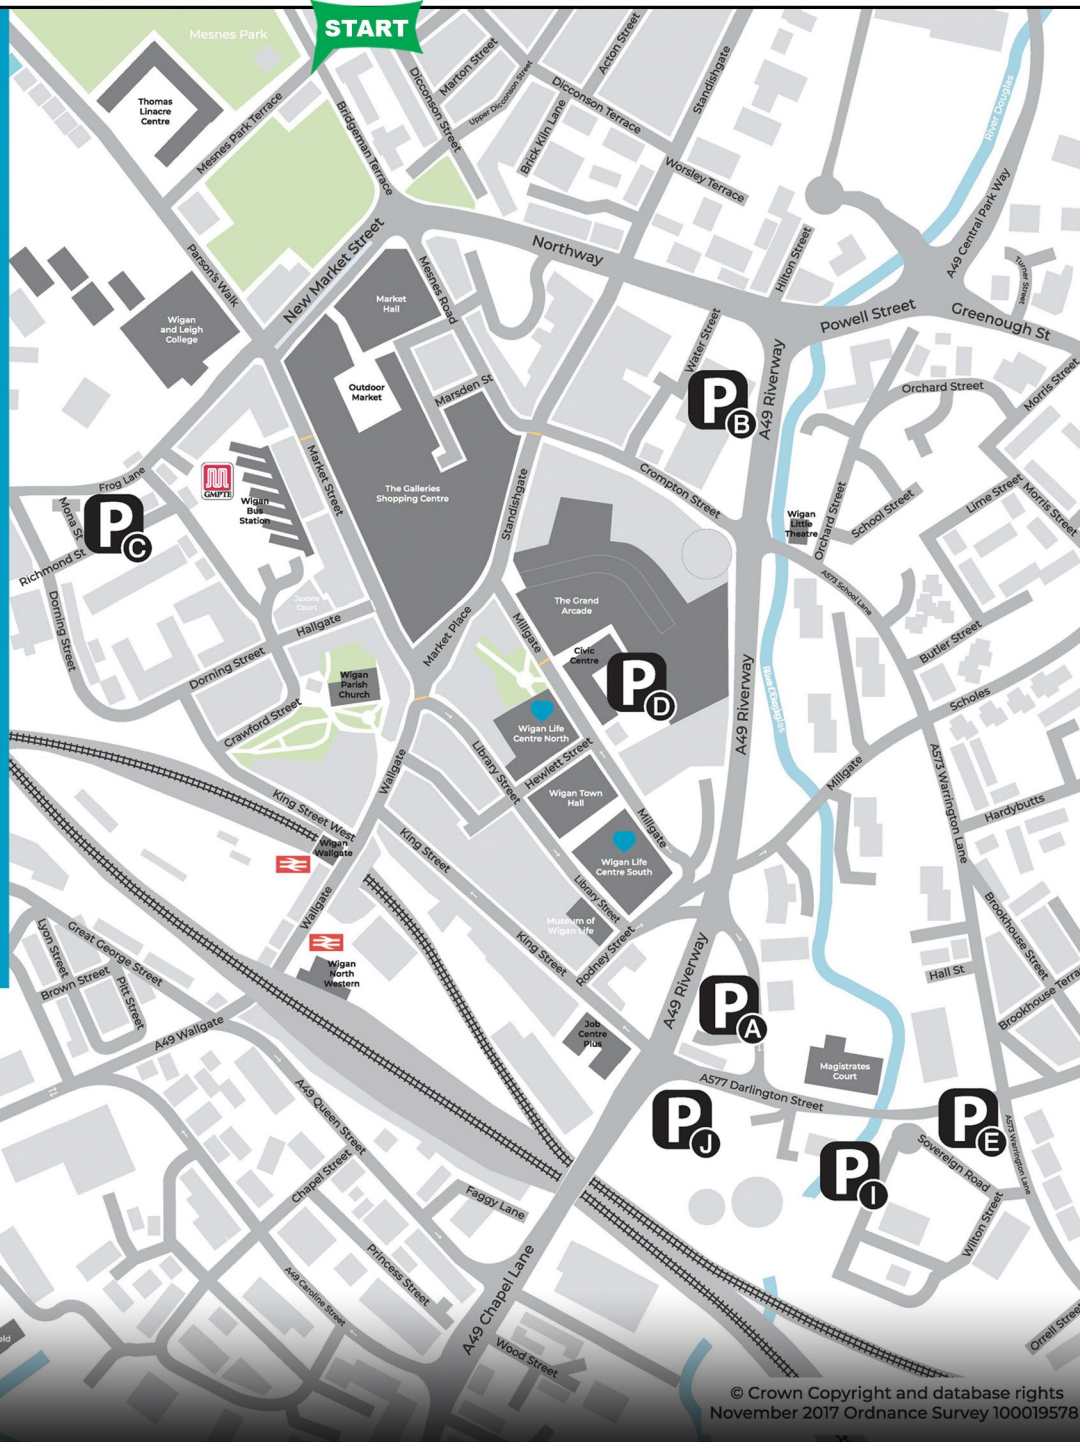 START
Mesnes Park
Thomas
Linacre
Centre
Mesnes Park Terrace
Bridgeman Terrace
Dicconson Street
Marton Street
Upper Dicconson Street
Acton Street
Dicconson Terrace
Brick Kiln Lane
Standishgate
Worsley Terrace
River Douglas
A49 Central Park Way
Turner Street
Parson's Walk
New Market Street
Northway
Hilton Street
Mesnes Road
Powell Street
Greenough St
Market
Hall
Wigan
and Leigh
College
Water Street
A49 Riverway
Outdoor
Market
Marsden St
P
B
Orchard Street
Morris Street
Frog Lane
GMPTE
Wigan
Bus
Station
Market Street
The Galleries
Shopping Centre
Standishgate
Crompton Street
Mona St
P
C
Richmond St
Wigan
Little
Theatre
Orchard Street
School Street
Lime Street
Morris Street
A573 School Lane
Dorning Street
Jaxons
Court
Hallgate
Market Place
Millgate
The Grand
Arcade
Civic
Centre
Butler Street
Dorning Street
Wigan
Parish
Church
P
D
A49 Riverway
River Douglas
Scholes
Crawford Street
Wigan Life
Centre North
Library Street
Hewlett Street
Wallgate
Millgate
A573 Warrington Lane
Hardybutts
King Street West
Wigan Town
Hall
Millgate
Wigan
Wallgate
King Street
Wigan Life
Centre South
Library Street
Wallgate
Museum of
Wigan Life
Lyon Street
Great George Street
Brown Street
Pitt Street
King Street
Rodney Street
Wigan
North
Western
Brookhouse Street
Hall St
Brookhouse Terra
A49 Riverway
P
A
A49 Wallgate
Job
Centre
Plus
Magistrates
Court
A577 Darlington Street
A49 Queen Street
P
J
P
E
A573 Warrington Lane
P
I
Sovereign Road
Chapel Street
Faggy Lane
Wilton Street
Princess Street
A49 Caroline Street
A49 Chapel Lane
Wood Street
Orrell Stree
eld
© Crown Copyright and database rights
November 2017 Ordnance Survey 100019578